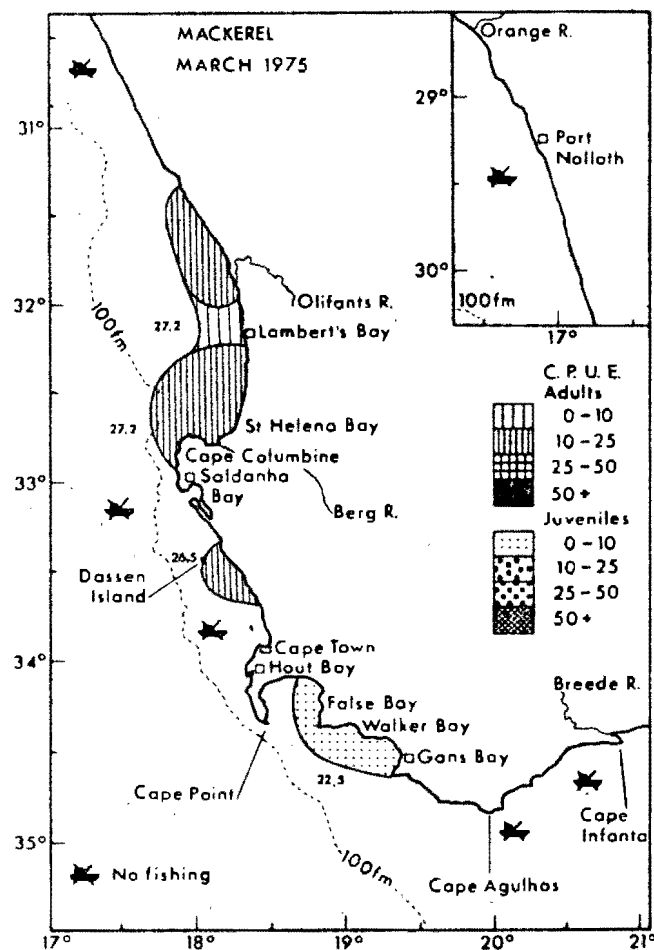 MACKEREL
MARCH 1975
Orange R.
29°
Port
Nolloth
30°
100fm
17°
31°
32°
33°
34°
35°
100fm
Olifants R.
27.2
Lambert's Bay
27.2
St Helena Bay
Cape Columbine
Saldanha
Bay
Berg R.
26.5
Dassen
Island
Cape Town
Hout Bay
False Bay
Walker Bay
Gans Bay
Breede R.
22.5
Cape Point
Cape
Infanta
100fm
Cape Agulhas
No fishing
C. P. U. E.
Adults
0-10
10-25
25-50
50+
Juveniles
0-10
10-25
25-50
50+
17° 18° 19° 20° 21°